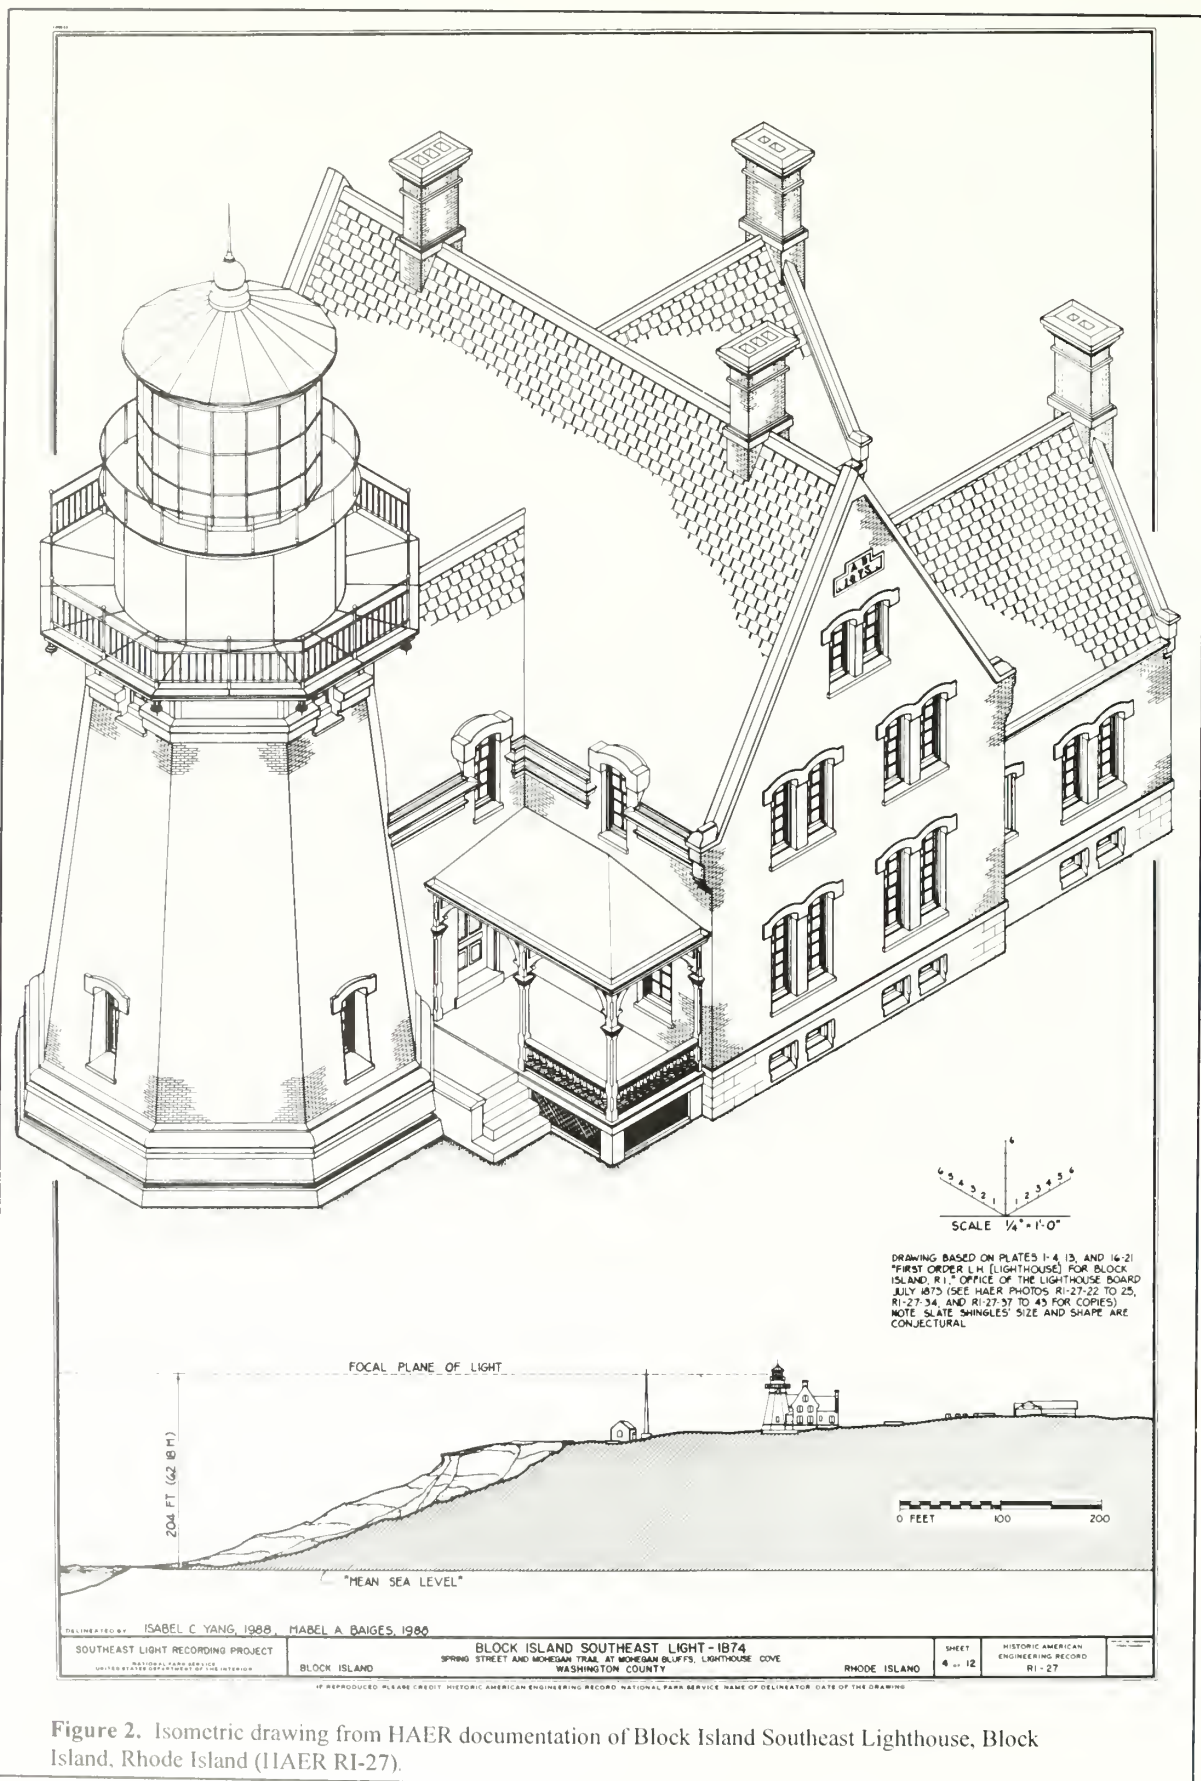 A D
1873
6
6 5 4 3 2 1 1 2 3 4 5 6
SCALE 1/4" = 1'-0"
DRAWING BASED ON PLATES 1-4, 13, AND 16-21
"FIRST ORDER L.H. [LIGHTHOUSE] FOR BLOCK
ISLAND, R.I.," OFFICE OF THE LIGHTHOUSE BOARD
JULY 1873 (SEE HAER PHOTOS RI-27-22 TO 25,
RI-27-34, AND RI-27-37 TO 43 FOR COPIES)
NOTE SLATE SHINGLES' SIZE AND SHAPE ARE
CONJECTURAL
FOCAL PLANE OF LIGHT
204 FT (62.18 M)
0 FEET 100 200
"MEAN SEA LEVEL"
DELINEATED BY ISABEL C YANG, 1988, MABEL A. BAIGES, 1988
SOUTHEAST LIGHT RECORDING PROJECT
NATIONAL PARK SERVICE
UNITED STATES DEPARTMENT OF THE INTERIOR
BLOCK ISLAND SOUTHEAST LIGHT - 1874
SPRING STREET AND MOHEGAN TRAIL AT MOHEGAN BLUFFS, LIGHTHOUSE COVE
BLOCK ISLAND WASHINGTON COUNTY RHODE ISLAND
SHEET
4 OF 12
HISTORIC AMERICAN
ENGINEERING RECORD
RI-27
IF REPRODUCED PLEASE CREDIT HISTORIC AMERICAN ENGINEERING RECORD NATIONAL PARK SERVICE NAME OF DELINEATOR DATE OF THE DRAWING
Figure 2. Isometric drawing from HAER documentation of Block Island Southeast Lighthouse, Block
Island, Rhode Island (HAER RI-27).